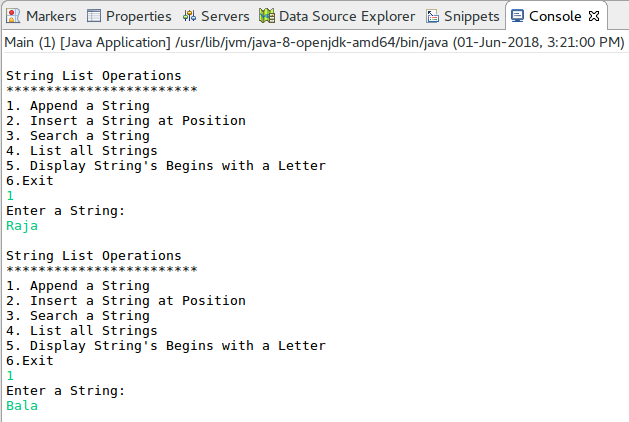 Markers Properties Servers Data Source Explorer Snippets Console
Main (1) [Java Application] /usr/lib/jvm/java-8-openjdk-amd64/bin/java (01-Jun-2018, 3:21:00 PM)
String List Operations
************************
1. Append a String
2. Insert a String at Position
3. Search a String
4. List all Strings
5. Display String's Begins with a Letter
6.Exit
1
Enter a String:
Raja
String List Operations
************************
1. Append a String
2. Insert a String at Position
3. Search a String
4. List all Strings
5. Display String's Begins with a Letter
6.Exit
1
Enter a String:
Bala